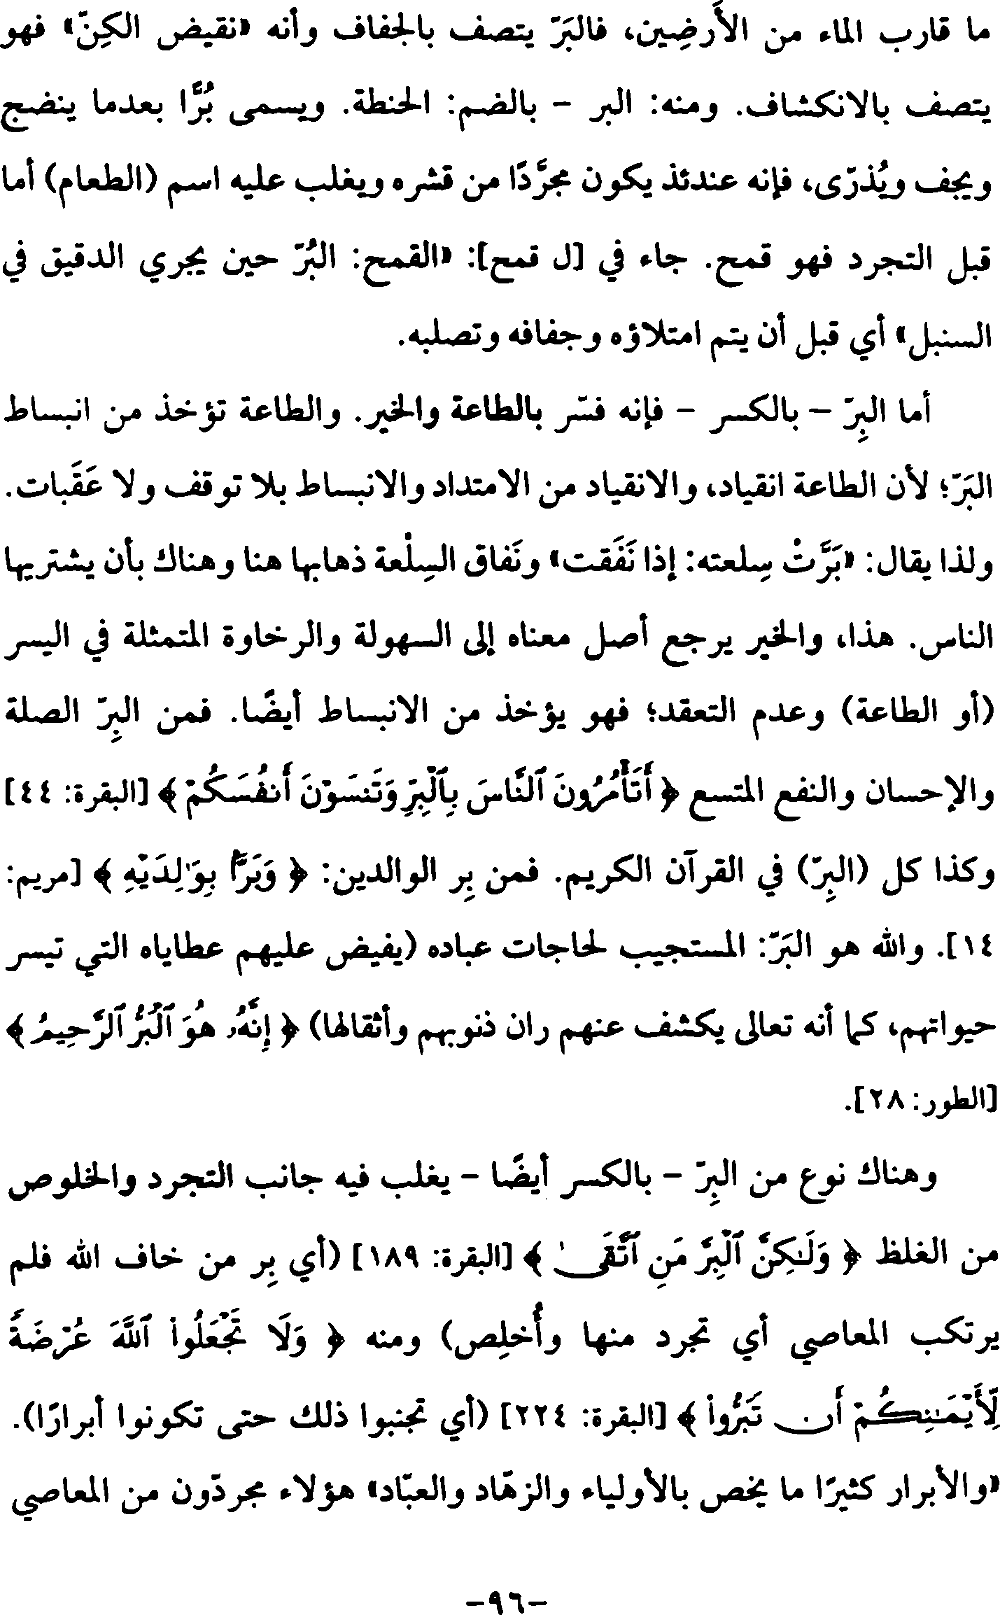 ما قارب الماء من الأَرضِين، فالبَرّ يتصف بالجفاف وأنه «نقيض الكِنّ» فهو
يتصف بالانكشاف. ومنه: البر – بالضم: الحنطة. ويسمى بُرًّا بعدما ينضج
ويجف ويُذرّى، فإنه عندئذ يكون مجرَّدًا من قشره ويغلب عليه اسم (الطعام) أما
قبل التجرد فهو قمح. جاء في [ل قمح]: «القمح: البُرّ حين يجري الدقيق في
السنبل» أي قبل أن يتم امتلاؤه وجفافه وتصلبه.
أما البِرّ – بالكسر – فإنه فسّر بالطاعة والخير. والطاعة تؤخذ من انبساط
البَرّ؛ لأن الطاعة انقياد، والانقياد من الامتداد والانبساط بلا توقف ولا عَقَبات.
ولذا يقال: «بَرَّتْ سِلعته: إذا نَفَقت» ونَفاق السِلْعة ذهابها هنا وهناك بأن يشتريها
الناس. هذا، والخير يرجع أصل معناه إلى السهولة والرخاوة المتمثلة في اليسر
(أو الطاعة) وعدم التعقد؛ فهو يؤخذ من الانبساط أيضًا. فمن البِرّ الصلة
والإحسان والنفع المتسع ﴿ أَتَأْمُرُونَ ٱلنَّاسَ بِٱلْبِرِّ وَتَنسَوْنَ أَنفُسَكُمْ ﴾ [البقرة: ٤٤]
وكذا كل (البِرّ) في القرآن الكريم. فمن بِر الوالدين: ﴿ وَبَرًّۢا بِوَٰلِدَيْهِ ﴾ [مريم:
١٤]. والله هو البَرّ: المستجيب لحاجات عباده (يفيض عليهم عطاياه التي تيسر
حيواتهم، كما أنه تعالى يكشف عنهم ران ذنوبهم وأثقالها) ﴿ إِنَّهُۥ هُوَ ٱلْبَرُّ ٱلرَّحِيمُ ﴾
[الطور: ٢٨].
وهناك نوع من البِرّ – بالكسر أيضًا – يغلب فيه جانب التجرد والخلوص
من الغلظ ﴿ وَلَٰكِنَّ ٱلْبِرَّ مَنِ ٱتَّقَىٰ ﴾ [البقرة: ١٨٩] (أي بِر من خاف الله فلم
يرتكب المعاصي أي تجرد منها وأُخلِص) ومنه ﴿ وَلَا تَجْعَلُوا۟ ٱللَّهَ عُرْضَةً
لِّأَيْمَٰنِكُمْ أَن تَبَرُّوا۟ ﴾ [البقرة: ٢٢٤] (أي تجنبوا ذلك حتى تكونوا أبرارًا).
«والأبرار كثيرًا ما يخص بالأولياء والزهّاد والعبّاد» هؤلاء مجردّون من المعاصي
–٩٦–